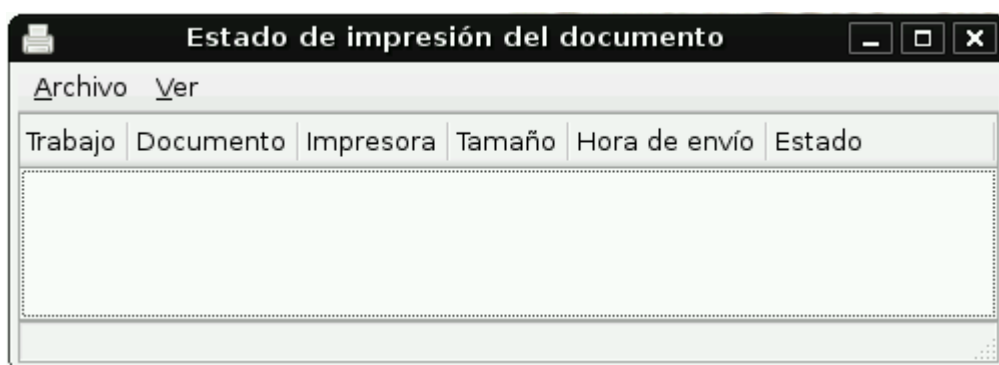 Estado de impresión del documento
Archivo Ver
Trabajo Documento Impresora Tamaño Hora de envío Estado